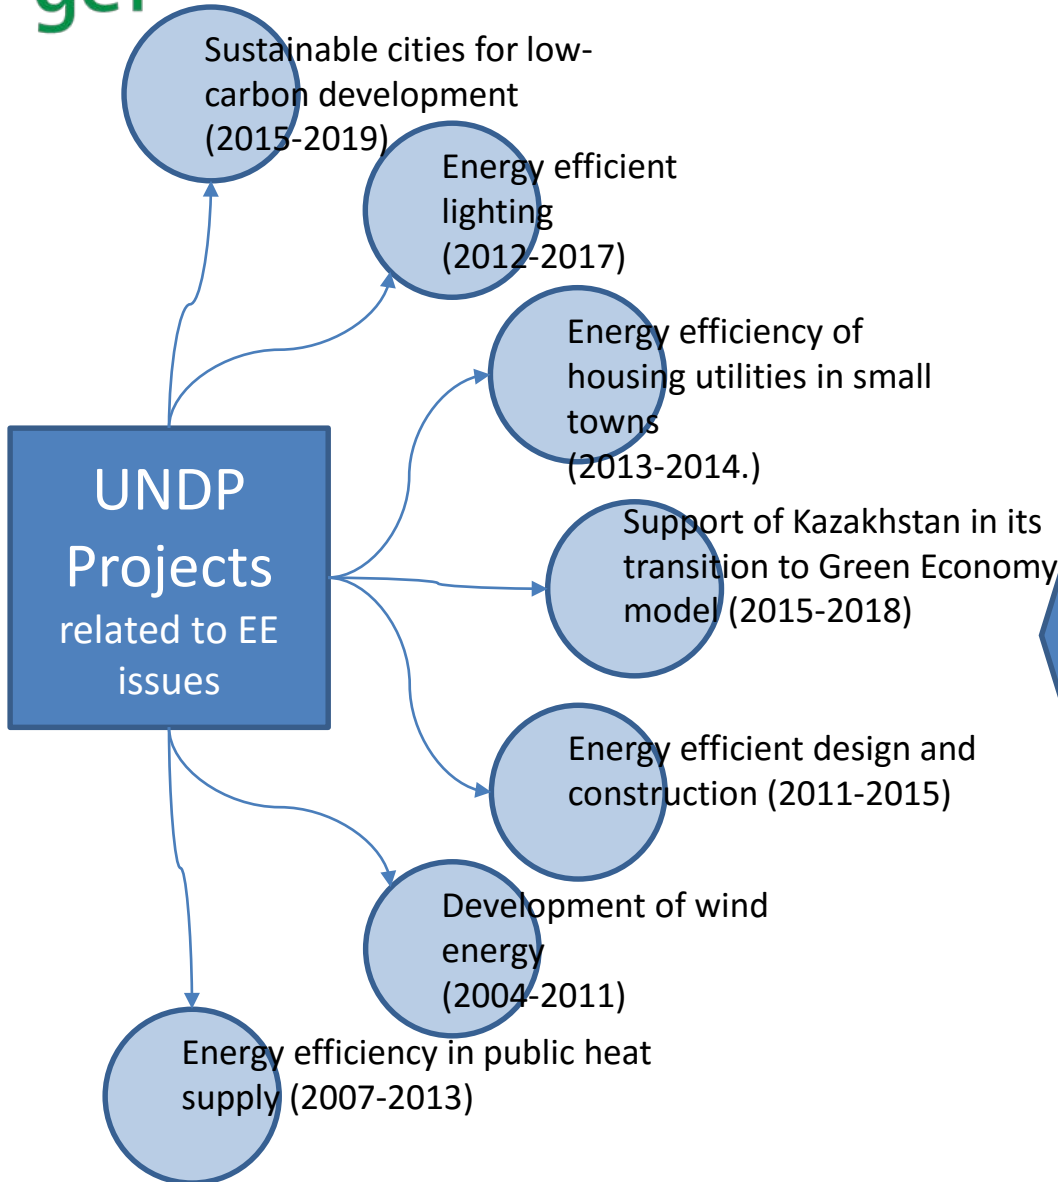 gef
Sustainable cities for low-
carbon development
(2015-2019)
Energy efficient
lighting
(2012-2017)
Energy efficiency of
housing utilities in small
towns
(2013-2014.)
UNDP
Projects
related to EE
issues
Support of Kazakhstan in its
transition to Green Economy
model (2015-2018)
Energy efficient design and
construction (2011-2015)
Development of wind
energy
(2004-2011)
Energy efficiency in public heat
supply (2007-2013)